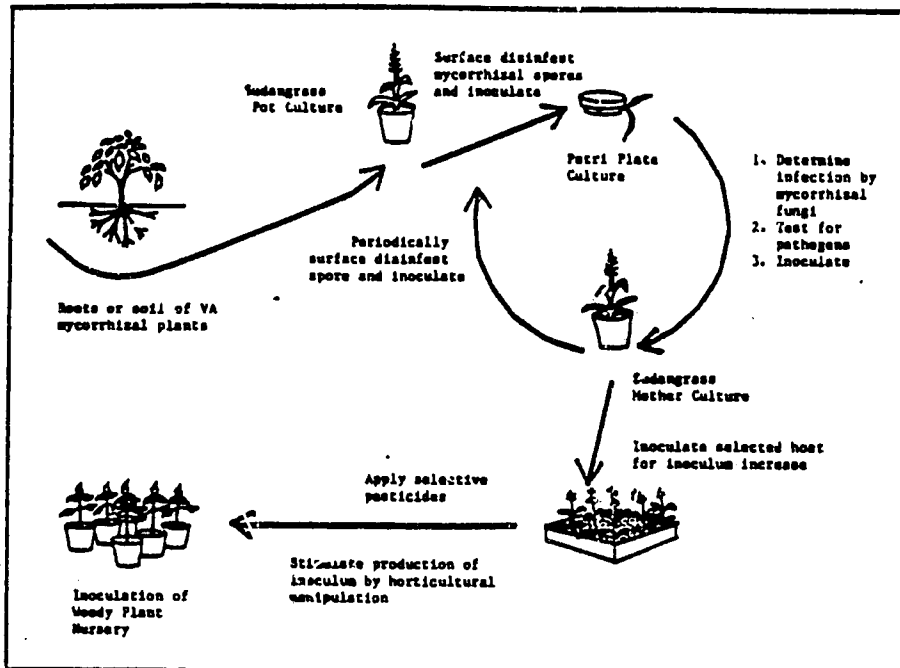 Sudangrass
Pot Culture
Surface disinfest
mycorrhizal spores
and inoculate
Petri Plate
Culture
1. Determine
infection by
mycorrhizal
fungi
2. Test for
pathogens
3. Inoculate
Periodically
surface disinfest
spore and inoculate
Roots or soil of VA
mycorrhizal plants
Sudangrass
Mother Culture
Inoculate selected host
for inoculum increase
Apply selective
pesticides
Stimulate production of
inoculum by horticultural
manipulation
Inoculation of
Woody Plant
Nursery